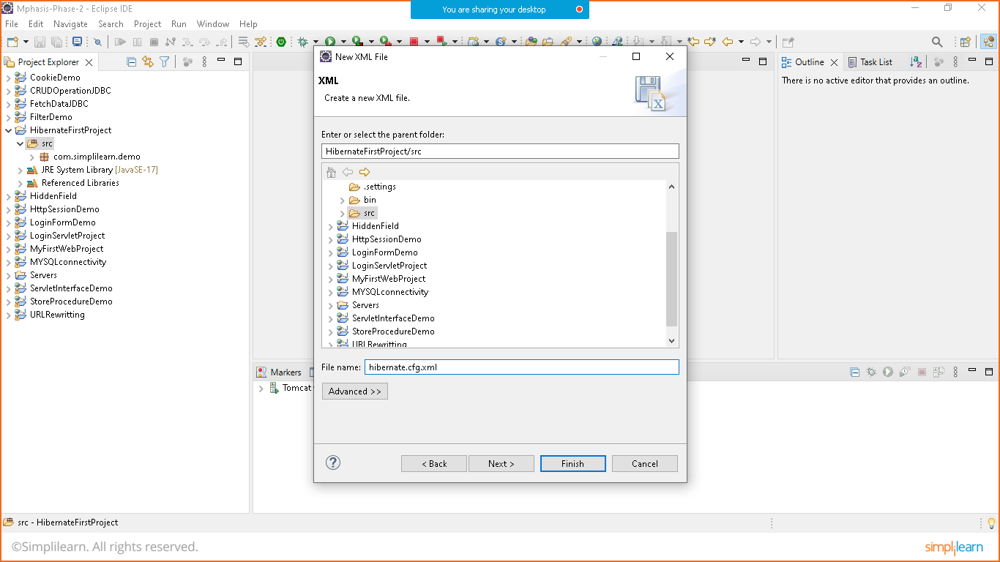 Mphasis-Phase-2 - Eclipse IDE
You are sharing your desktop
File Edit Navigate Search Project Run Window Help
Project Explorer
CookieDemo
CRUDOperationJDBC
FetchDataJDBC
FilterDemo
HibernateFirstProject
src
com.simplilearn.demo
JRE System Library [JavaSE-17]
Referenced Libraries
HiddenField
HttpSessionDemo
LoginFormDemo
LoginServletProject
MyFirstWebProject
MYSQLconnectivity
Servers
ServletInterfaceDemo
StoreProcedureDemo
URLRewritting
New XML File
XML
Create a new XML file.
Enter or select the parent folder:
HibernateFirstProject/src
.settings
bin
src
HiddenField
HttpSessionDemo
LoginFormDemo
LoginServletProject
MyFirstWebProject
MYSQLconnectivity
Servers
ServletInterfaceDemo
StoreProcedureDemo
URLRewritting
File name: hibernate.cfg.xml
Advanced >>
< Back Next > Finish Cancel
Outline Task List
There is no active editor that provides an outline.
Markers
Tomcat
src - HibernateFirstProject
©Simplilearn. All rights reserved.
simplilearn